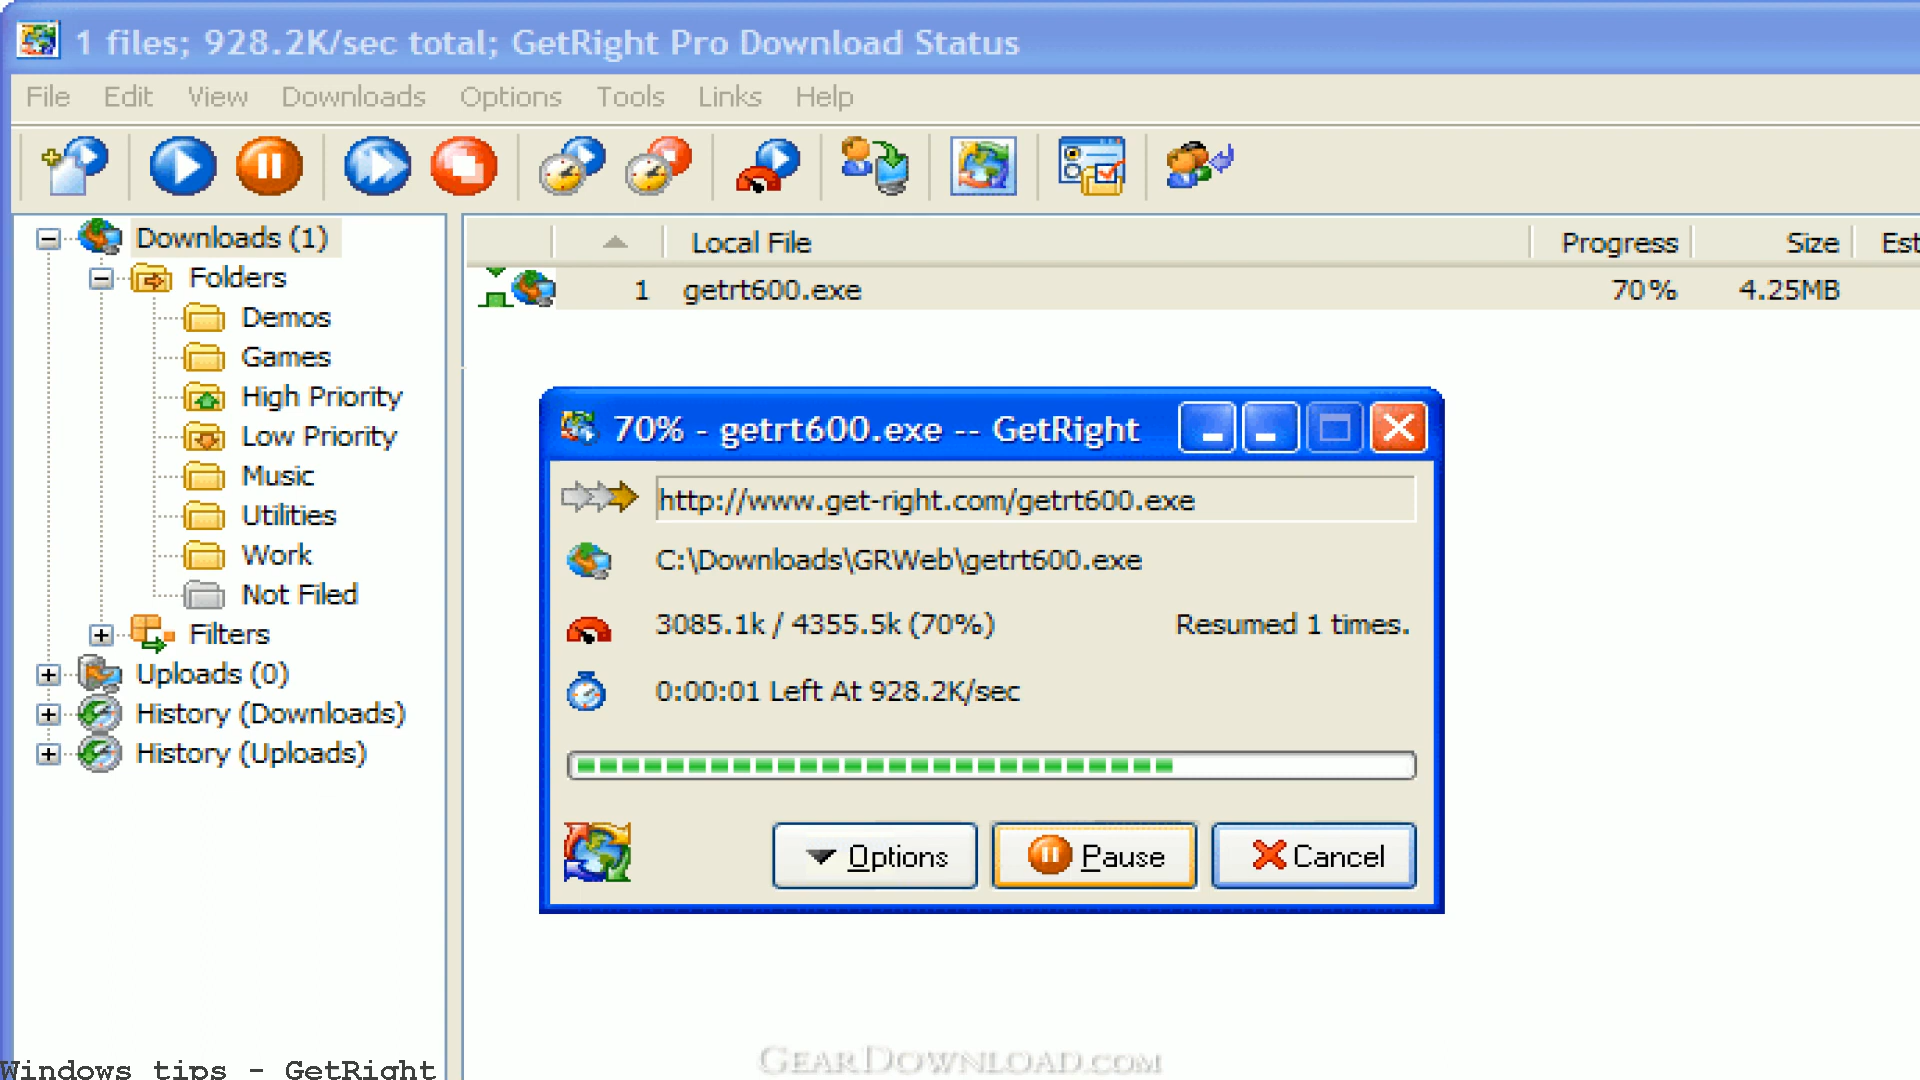 1 files; 928.2K/sec total; GetRight Pro Download Status
File Edit View Downloads Options Tools Links Help
Downloads (1)
Folders
Demos
Games
High Priority
Low Priority
Music
Utilities
Work
Not Filed
Filters
Uploads (0)
History (Downloads)
History (Uploads)
Local File Progress Size Est
1 getrt600.exe 70% 4.25MB
70% - getrt600.exe -- GetRight
http://www.get-right.com/getrt600.exe
C:\Downloads\GRWeb\getrt600.exe
3085.1k / 4355.5k (70%) Resumed 1 times.
0:00:01 Left At 928.2K/sec
Options Pause Cancel
GearDownload.com
Windows tips - GetRight